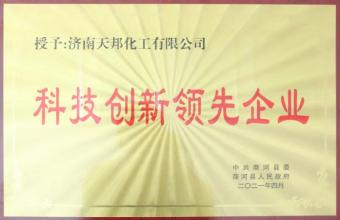 授予:济南天邦化工有限公司
科技创新领先企业
中共商河县委
商河县人民政府
二〇二一年四月